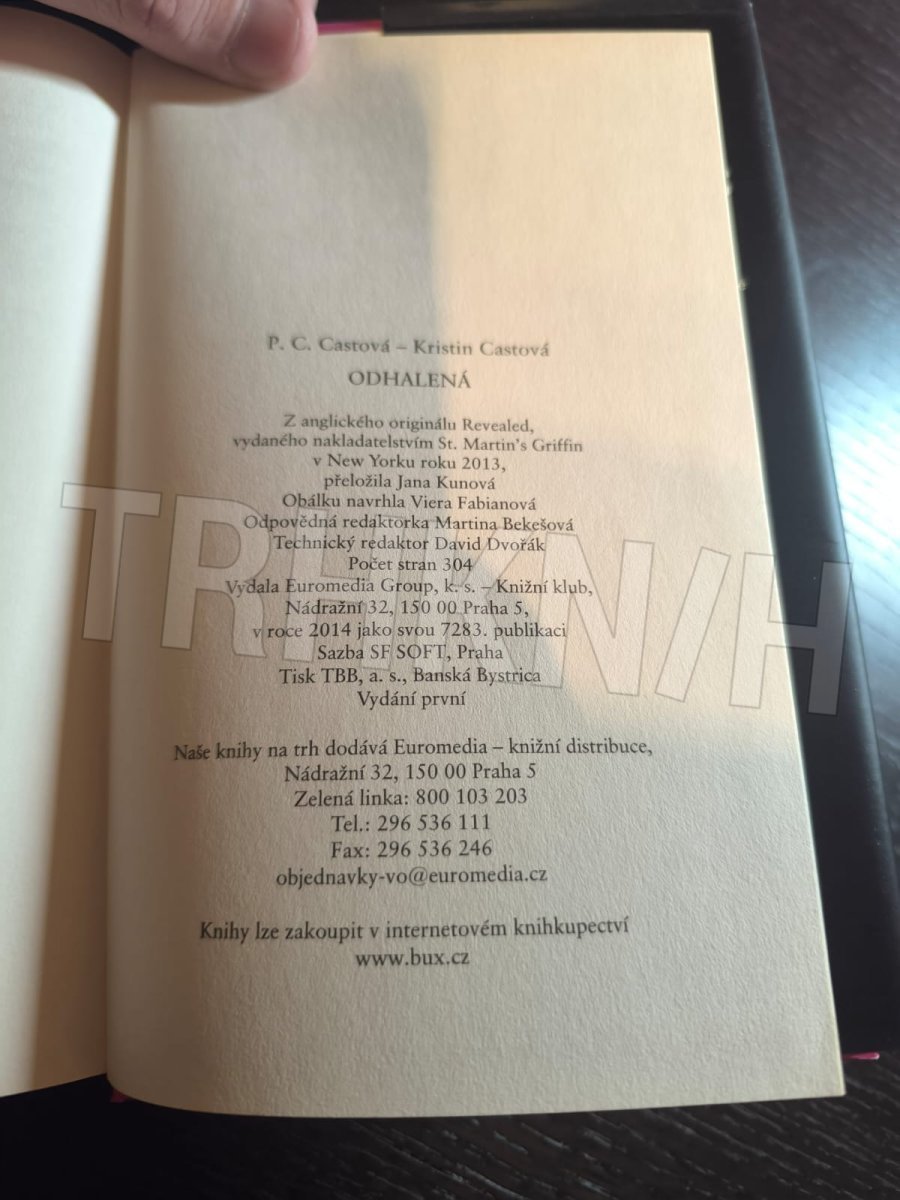 P. C. Castová – Kristin Castová
ODHALENÁ
Z anglického originálu Revealed,
vydaného nakladatelstvím St. Martin's Griffin
v New Yorku roku 2013,
přeložila Jana Kunová
Obálku navrhla Viera Fabianová
Odpovědná redaktorka Martina Bekešová
Technický redaktor David Dvořák
Počet stran 304
Vydala Euromedia Group, k. s. – Knižní klub,
Nádražní 32, 150 00 Praha 5,
v roce 2014 jako svou 7283. publikaci
Sazba SF SOFT, Praha
Tisk TBB, a. s., Banská Bystrica
Vydání první
Naše knihy na trh dodává Euromedia – knižní distribuce,
Nádražní 32, 150 00 Praha 5
Zelená linka: 800 103 203
Tel.: 296 536 111
Fax: 296 536 246
objednavky-vo@euromedia.cz
Knihy lze zakoupit v internetovém knihkupectví
www.bux.cz